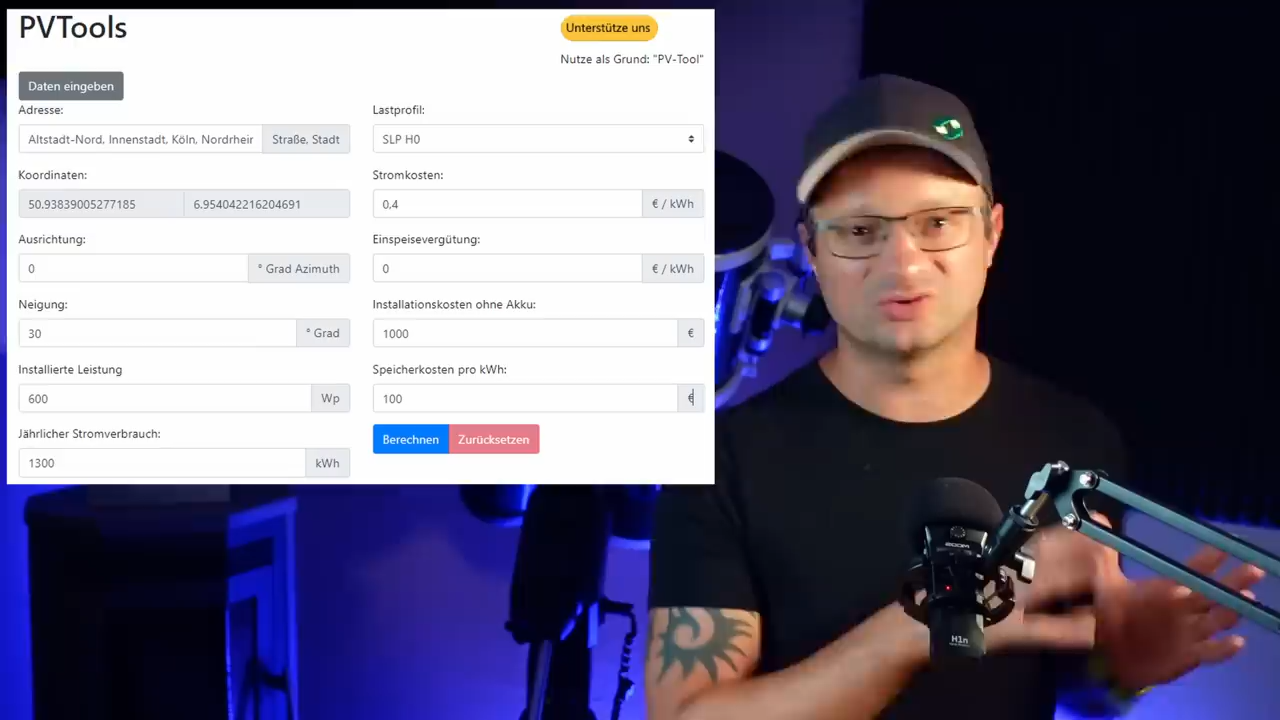 PVTools
Unterstütze uns
Nutze als Grund: "PV-Tool"
Daten eingeben
Adresse:
Altstadt-Nord, Innenstadt, Köln, Nordrheir
Straße, Stadt
Koordinaten:
50.93839005277185
6.954042216204691
Ausrichtung:
0
° Grad Azimuth
Neigung:
30
° Grad
Installierte Leistung
600
Wp
Jährlicher Stromverbrauch:
1300
kWh
Lastprofil:
SLP H0
Stromkosten:
0,4
€ / kWh
Einspeisevergütung:
0
€ / kWh
Installationskosten ohne Akku:
1000
€
Speicherkosten pro kWh:
100
€
Berechnen
Zurücksetzen
zoom
H1n